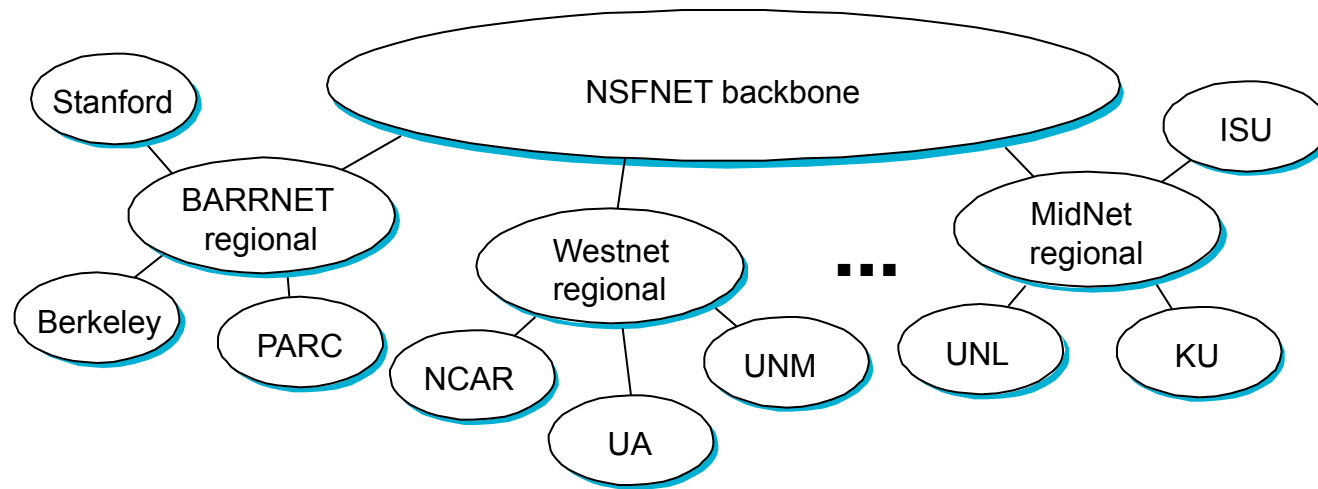 NSFNET backbone
Stanford
ISU
BARRNET
regional
MidNet
regional
Westnet
regional
...
Berkeley
PARC
NCAR
UNM
UNL
KU
UA